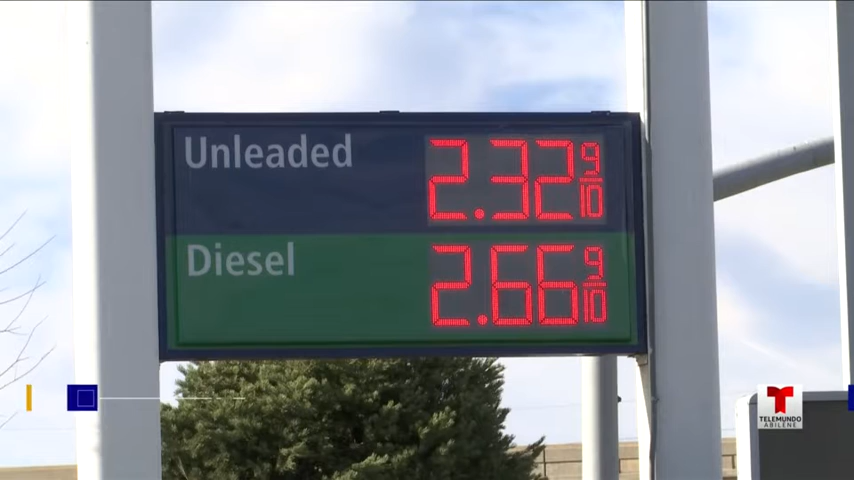 Unleaded 2.32 9/10
Diesel 2.66 9/10
TELEMUNDO
ABILENE